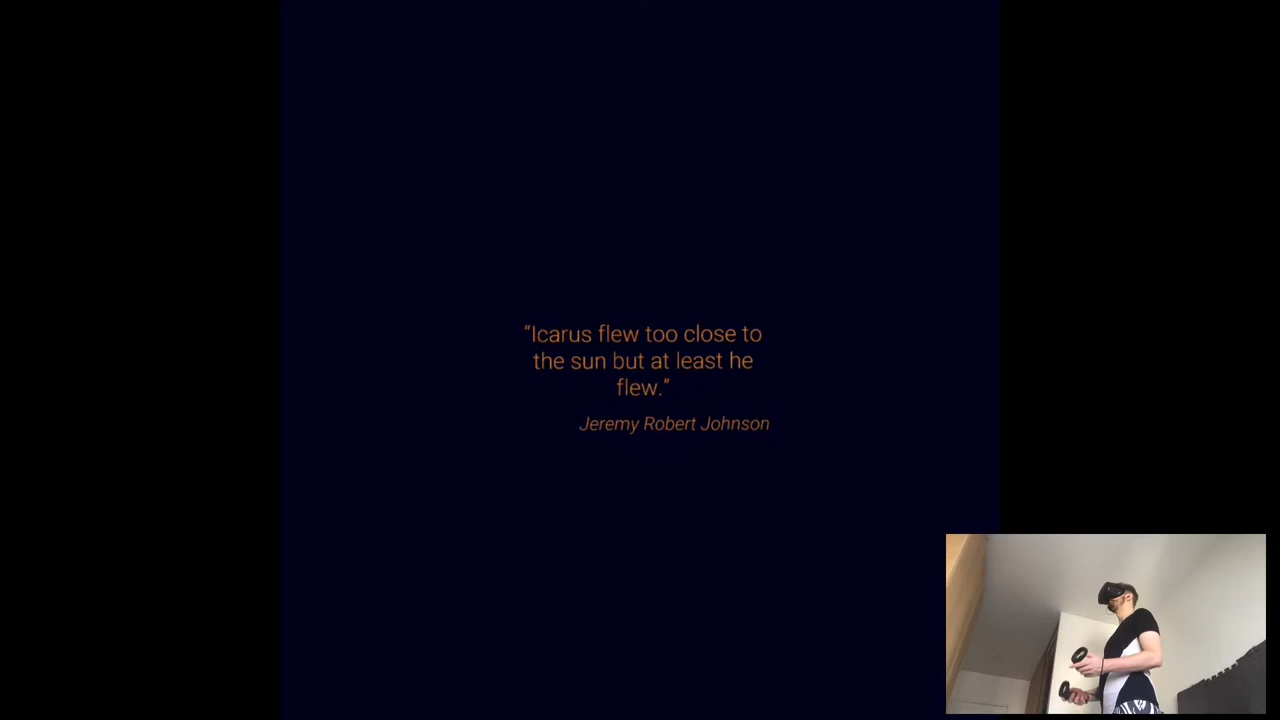 “Icarus flew too close to
the sun but at least he
flew.”
Jeremy Robert Johnson